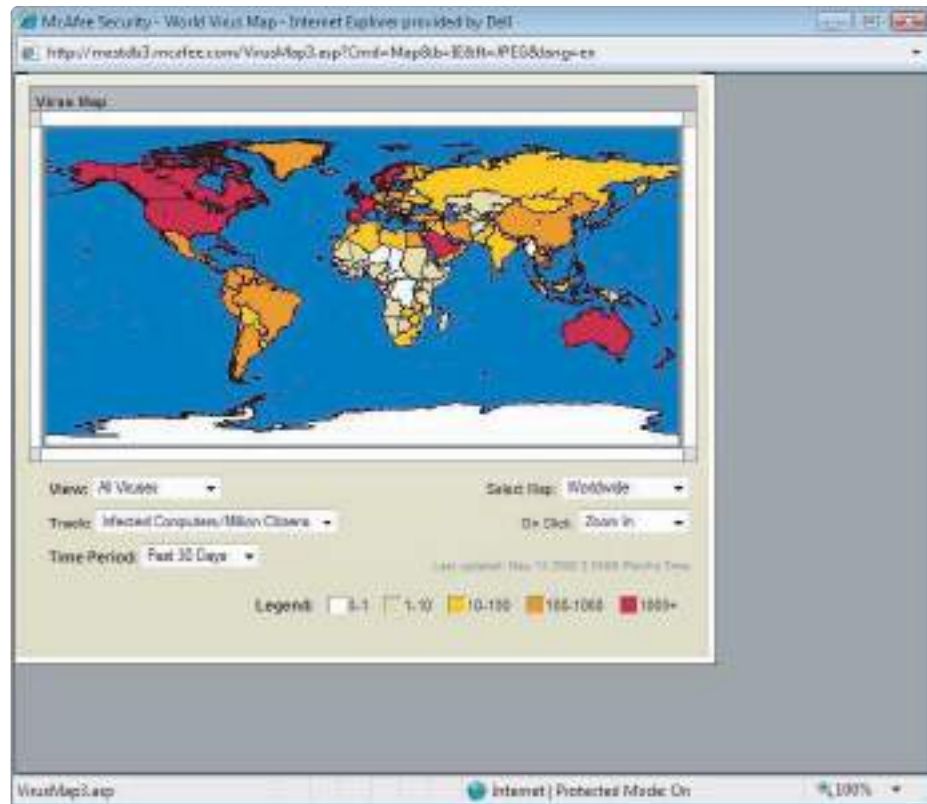 McAfee Security - World Virus Map - Internet Explorer provided by Dell
Virus Map
View: All Viruses
Select Map: Worldwide
Track: Infected Computers/Million Citizens
On Click: Zoom In
Time Period: Past 30 Days
Legend: 0-1 1-10 10-100 100-1000 1000+
VirusMap3.asp
Internet | Protected Mode: On
100%